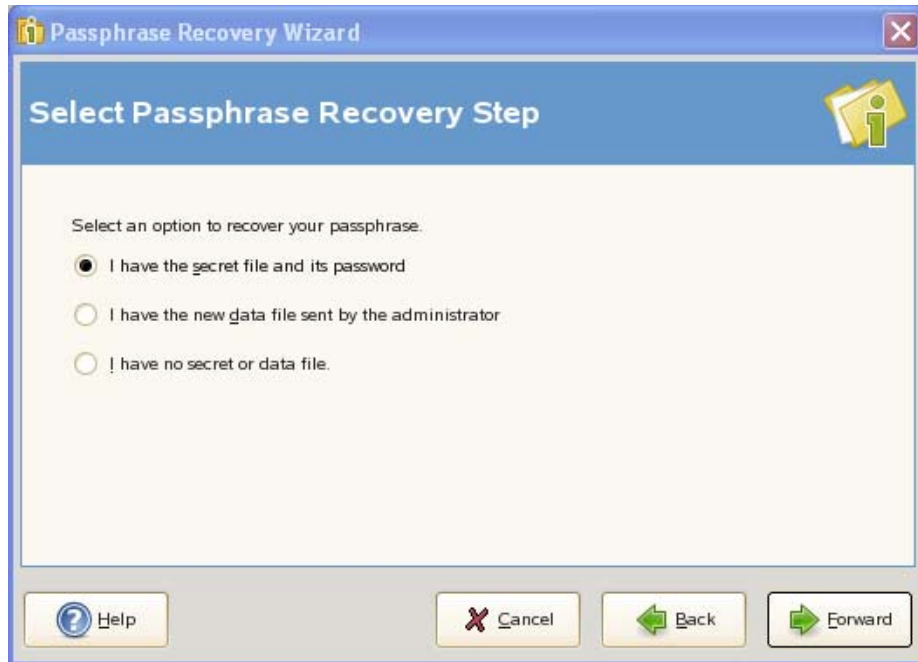 Passphrase Recovery Wizard
Select Passphrase Recovery Step
Select an option to recover your passphrase.
I have the secret file and its password
I have the new data file sent by the administrator
I have no secret or data file.
Help
Cancel
Back
Forward